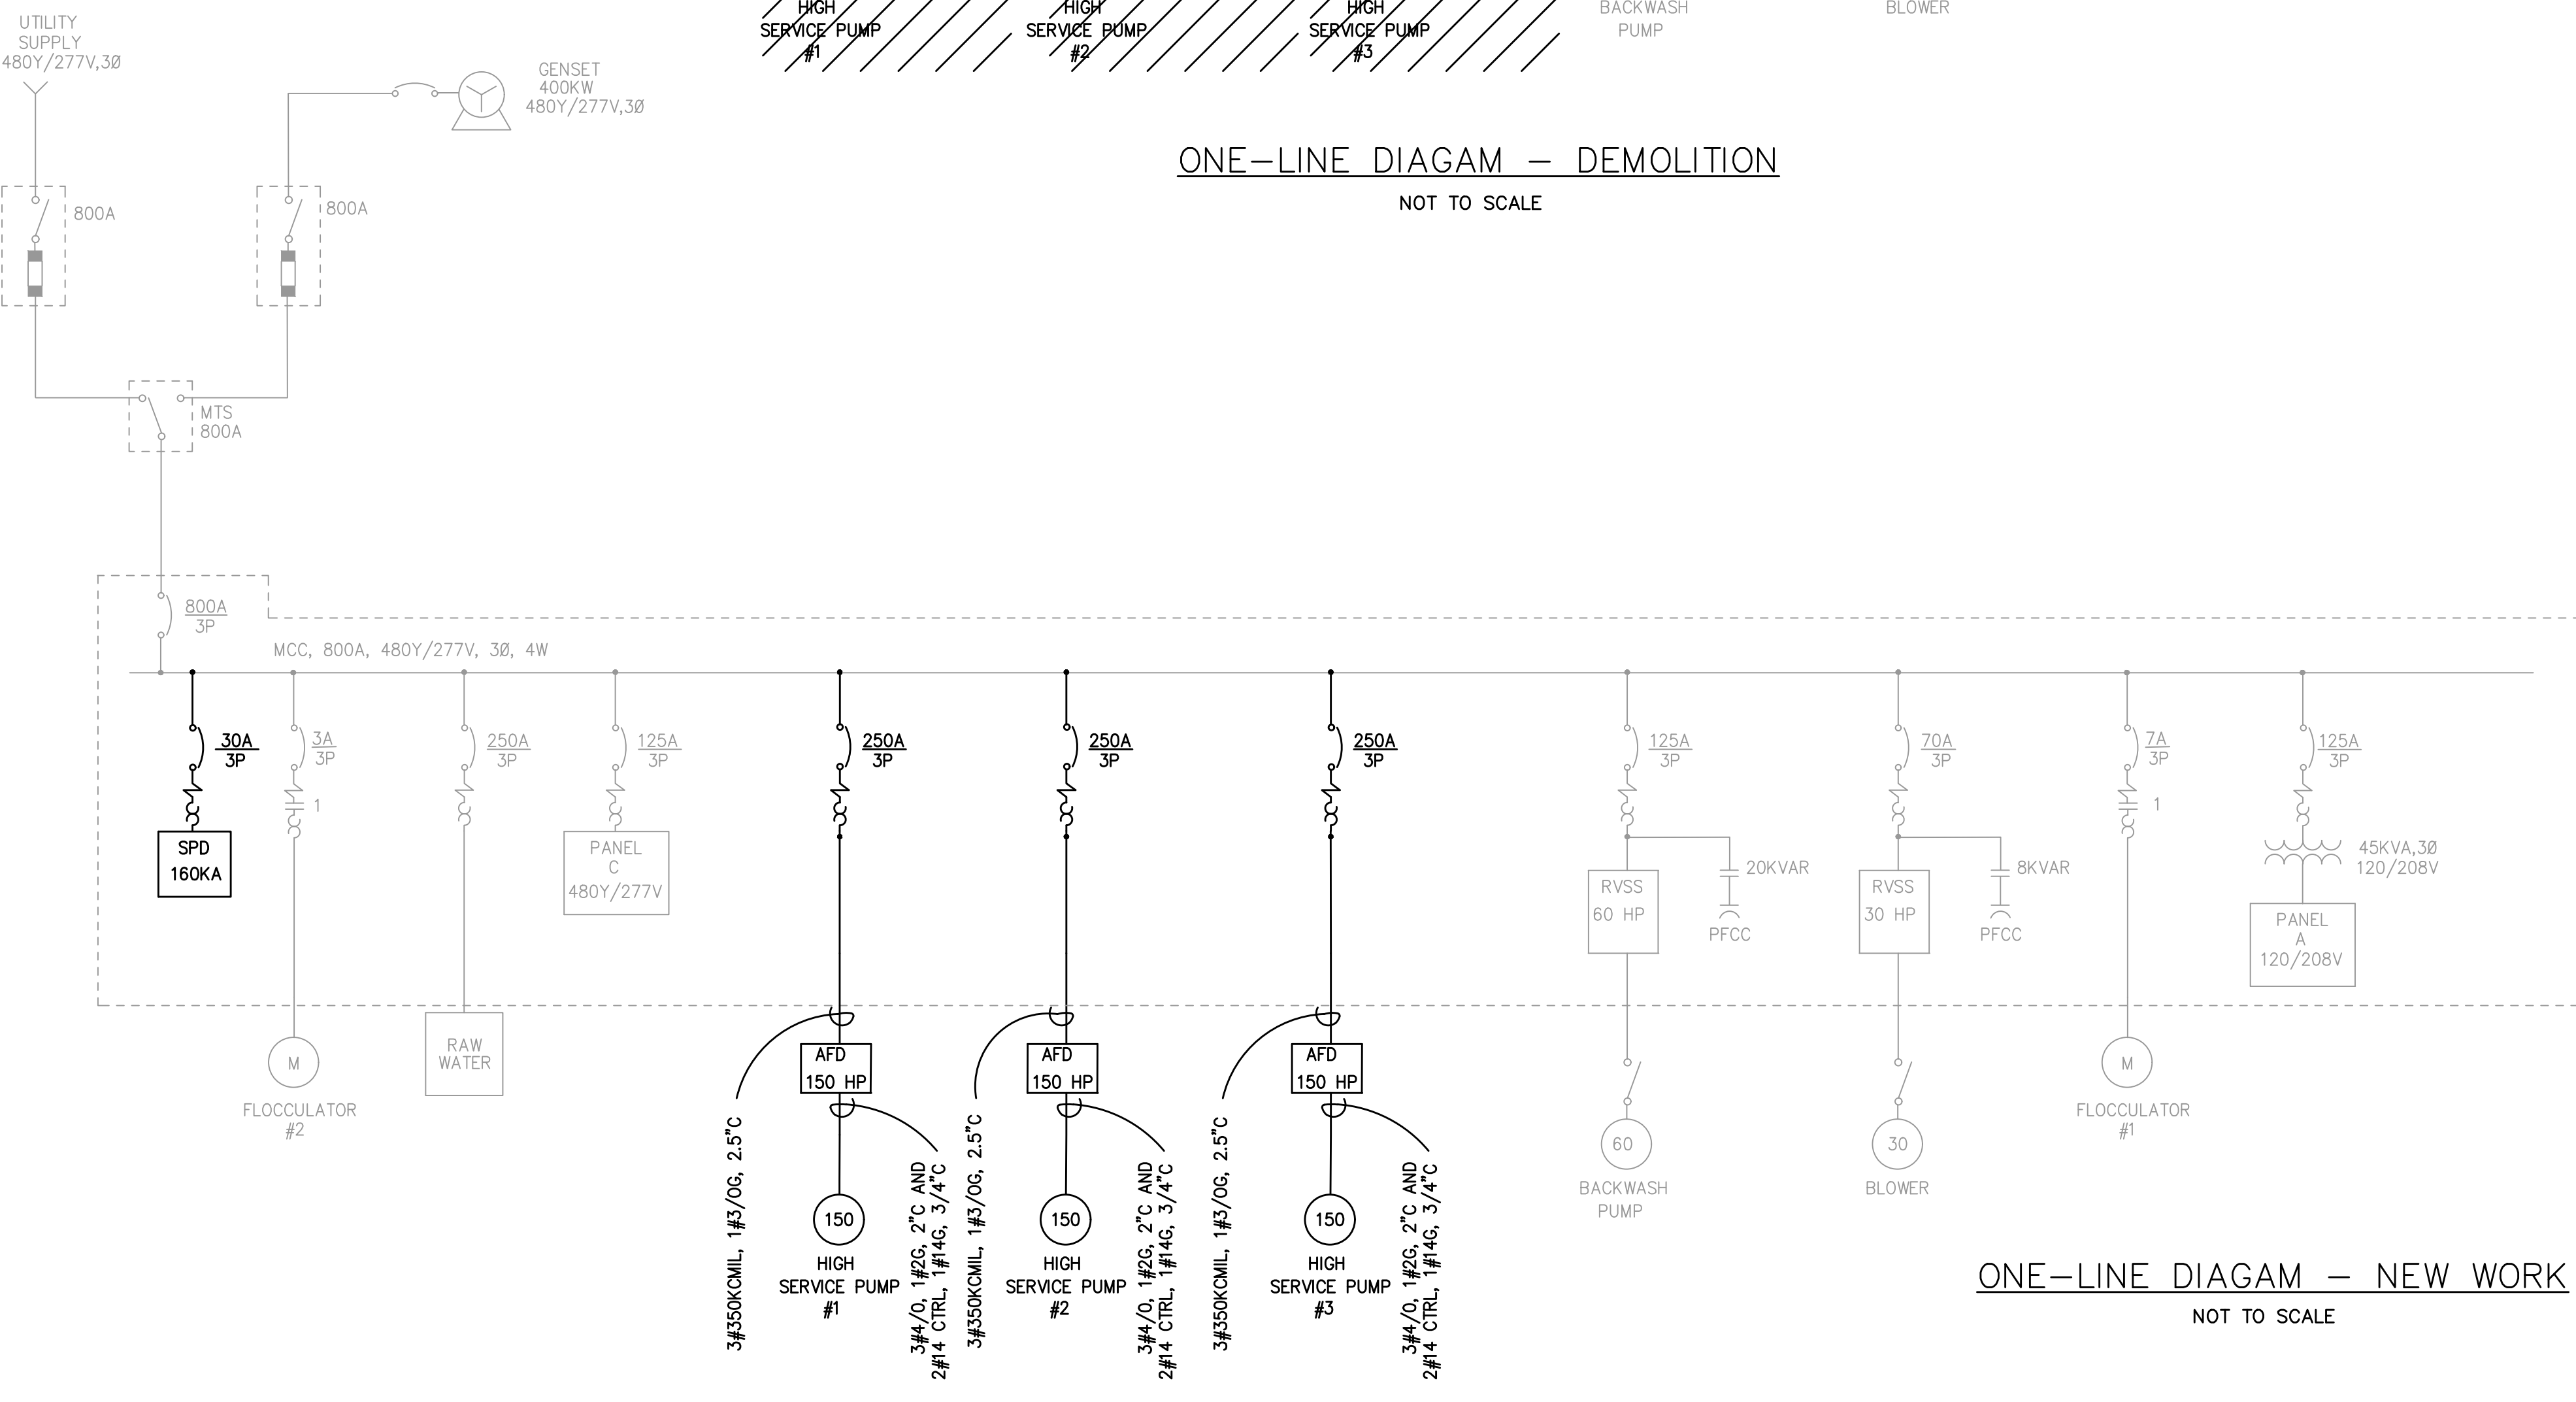 HIGH
SERVICE PUMP
#1
HIGH
SERVICE PUMP
#2
HIGH
SERVICE PUMP
#3
BACKWASH
PUMP
BLOWER
UTILITY
SUPPLY
480Y/277V,3Ø
GENSET
400KW
480Y/277V,3Ø
ONE-LINE DIAGAM - DEMOLITION
NOT TO SCALE
800A
800A
MTS
800A
800A
3P
MCC, 800A, 480Y/277V, 3Ø, 4W
30A
3P
3A
3P
250A
3P
125A
3P
250A
3P
250A
3P
250A
3P
125A
3P
70A
3P
7A
3P
125A
3P
1
1
SPD
160KA
PANEL
C
480Y/277V
RVSS
60 HP
20KVAR
PFCC
RVSS
30 HP
8KVAR
PFCC
45KVA,3Ø
120/208V
PANEL
A
120/208V
M
FLOCCULATOR
#2
RAW
WATER
AFD
150 HP
AFD
150 HP
AFD
150 HP
M
FLOCCULATOR
#1
3#350KCMIL, 1#3/0G, 2.5"C
3#4/0, 1#2G, 2"C AND
2#14 CTRL, 1#14G, 3/4"C
3#350KCMIL, 1#3/0G, 2.5"C
3#4/0, 1#2G, 2"C AND
2#14 CTRL, 1#14G, 3/4"C
3#350KCMIL, 1#3/0G, 2.5"C
3#4/0, 1#2G, 2"C AND
2#14 CTRL, 1#14G, 3/4"C
150
HIGH
SERVICE PUMP
#1
150
HIGH
SERVICE PUMP
#2
150
HIGH
SERVICE PUMP
#3
60
BACKWASH
PUMP
30
BLOWER
ONE-LINE DIAGAM - NEW WORK
NOT TO SCALE